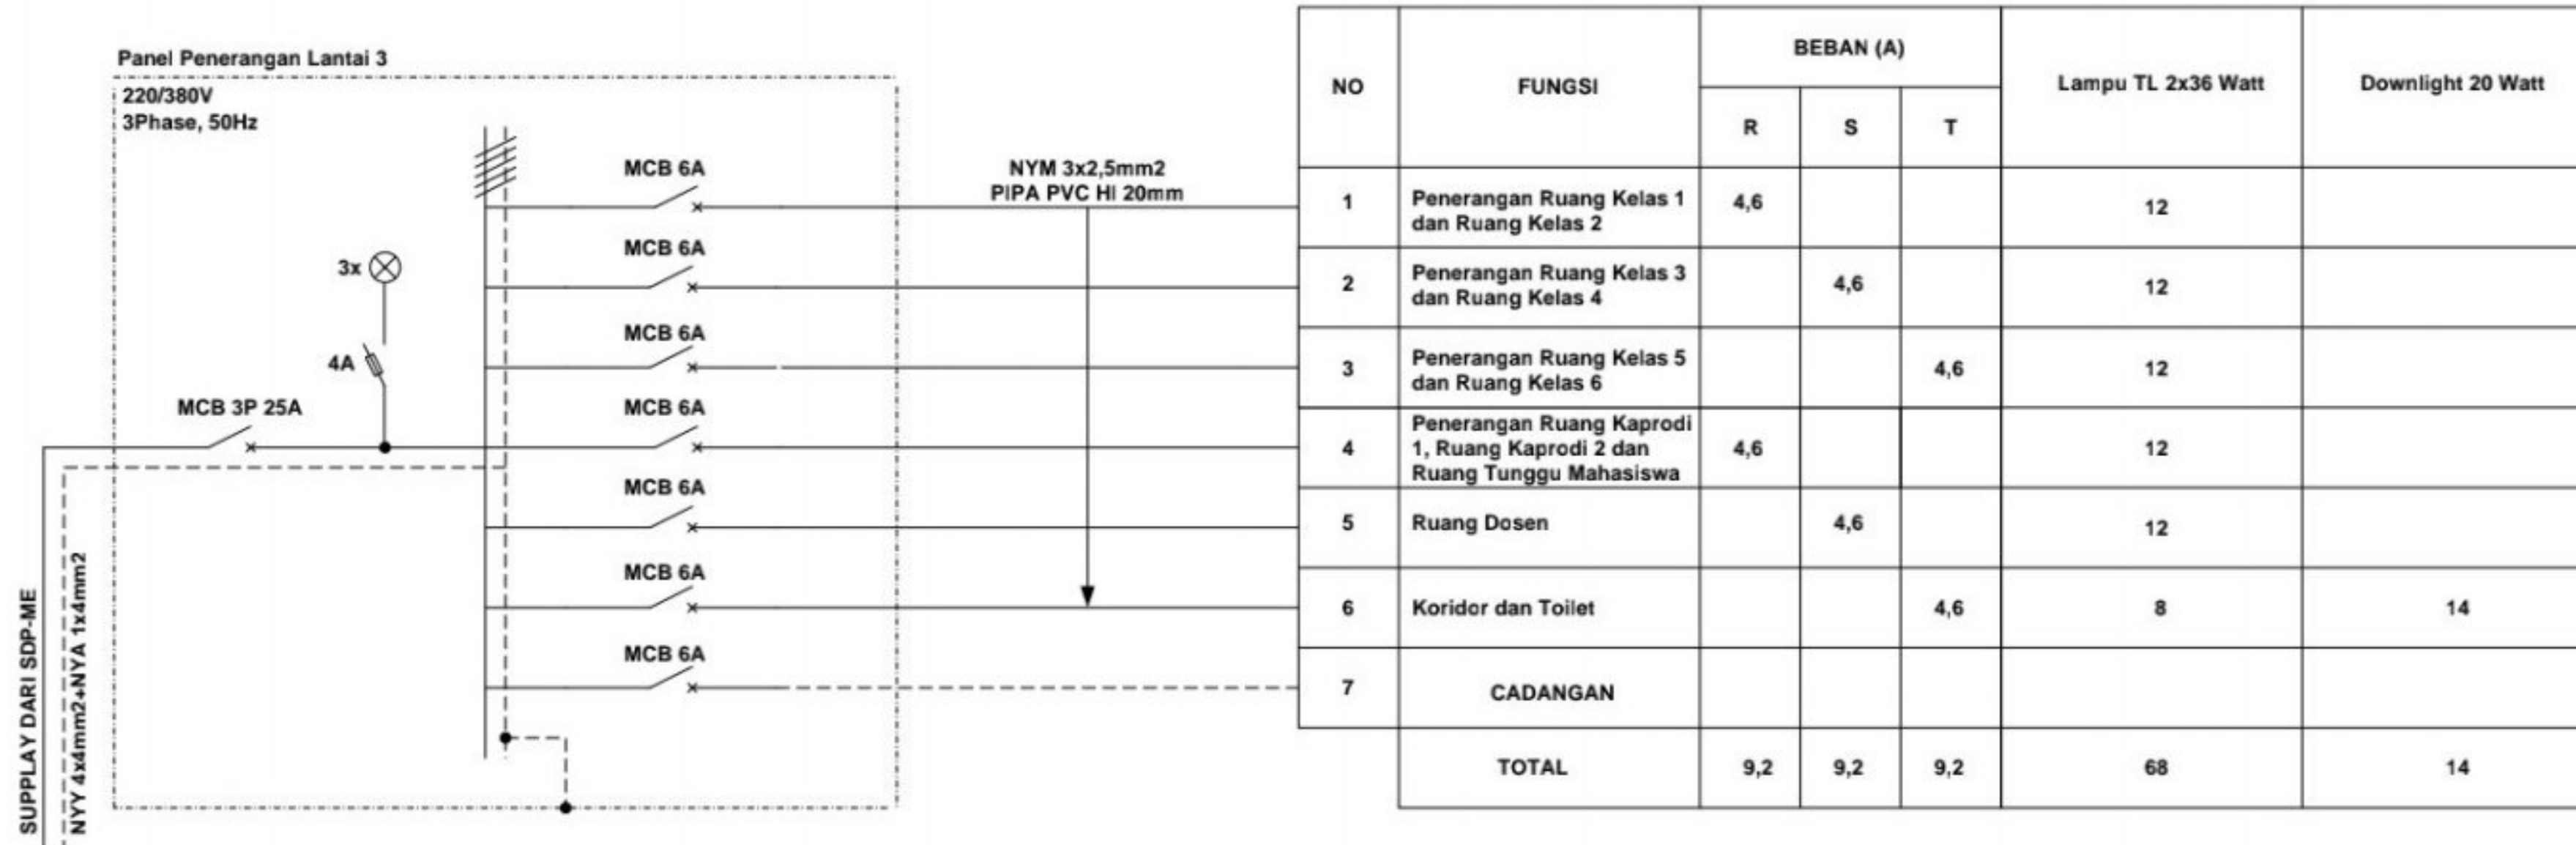 Panel Penerangan Lantai 3
220/380V
3Phase, 50Hz
3x
4A
MCB 3P 25A
SUPPLAY DARI SDP-ME
NYY 4x4mm2+NYA 1x4mm2
MCB 6A
MCB 6A
MCB 6A
MCB 6A
MCB 6A
MCB 6A
MCB 6A
NYM 3x2,5mm2
PIPA PVC HI 20mm
NO FUNGSI BEBAN (A) Lampu TL 2x36 Watt Downlight 20 Watt
R S T
1 Penerangan Ruang Kelas 1 4,6 12
dan Ruang Kelas 2
2 Penerangan Ruang Kelas 3 4,6 12
dan Ruang Kelas 4
3 Penerangan Ruang Kelas 5 4,6 12
dan Ruang Kelas 6
Penerangan Ruang Kaprodi
4 1, Ruang Kaprodi 2 dan 4,6 12
Ruang Tunggu Mahasiswa
5 Ruang Dosen 4,6 12
6 Koridor dan Toilet 4,6 8 14
7 CADANGAN
TOTAL 9,2 9,2 9,2 68 14